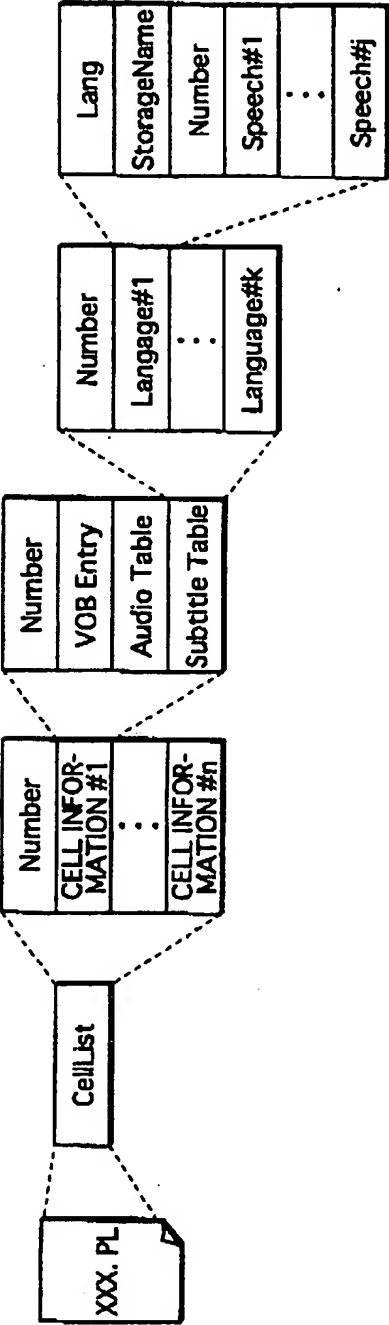 XXX. PL
CellList
Number
CELL INFOR-
MATION #1
⋮
CELL INFOR-
MATION #n
Number
VOB Entry
Audio Table
Subtitle Table
Number
Langage#1
⋮
Language#k
Lang
StorageName
Number
Speech#1
⋮
Speech#j